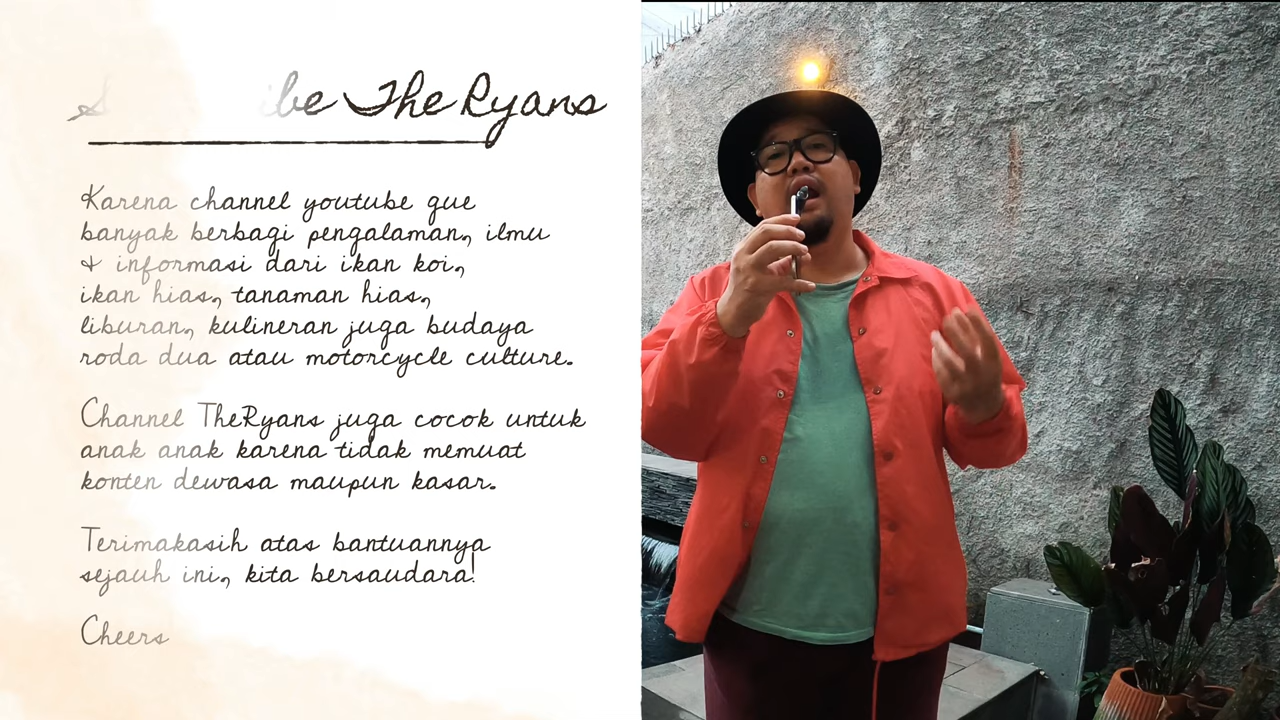 The Ryans
Karena channel youtube gue
banyak berbagi pengalaman, ilmu
& informasi dari ikan koi,
ikan hias, tanaman hias,
liburan, kulineran juga budaya
roda dua atau motorcycle culture.
Channel TheRyans juga cocok untuk
anak anak karena tidak memuat
konten dewasa maupun kasar.
Terimakasih atas bantuannya
sejauh ini, kita bersaudara!
Cheers